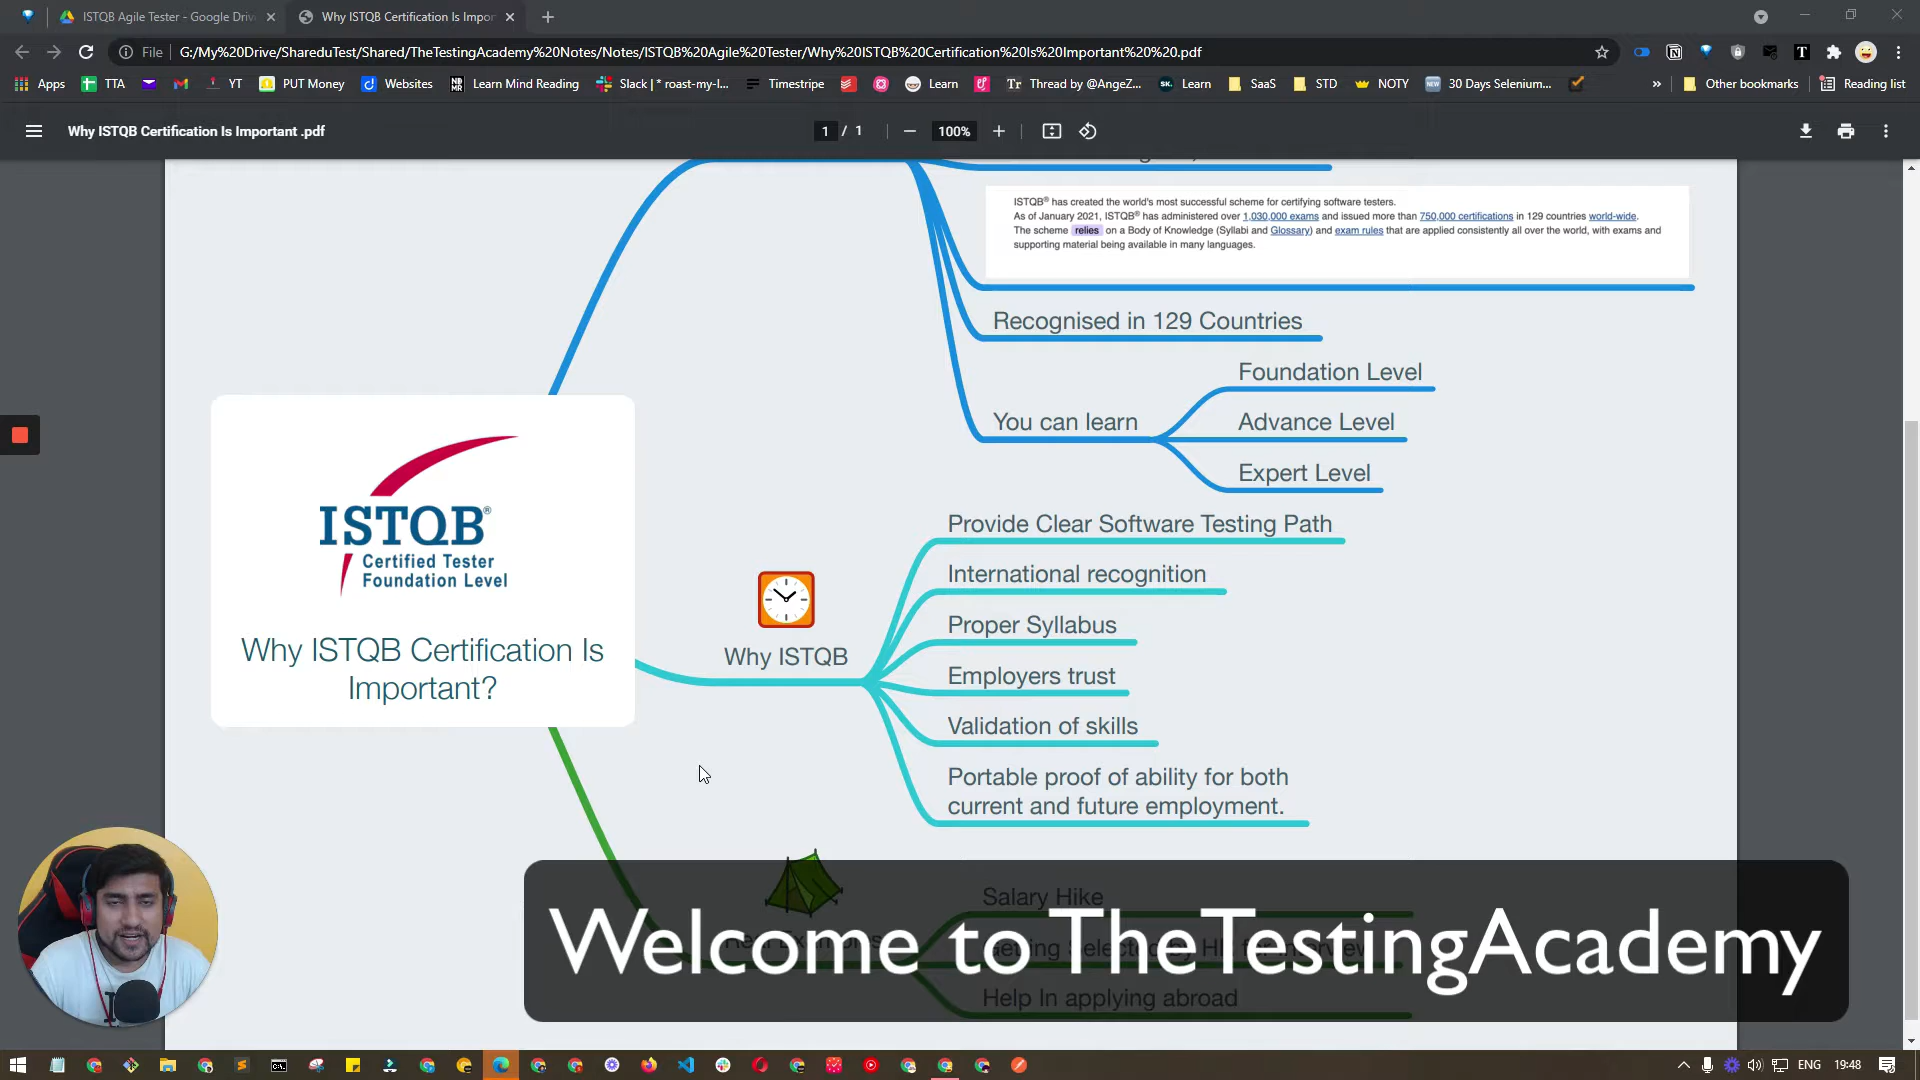 ISTQB Agile Tester - Google Driv
Why ISTQB Certification Is Impor
File
G:/My%20Drive/ShareduTest/Shared/TheTestingAcademy%20Notes/Notes/ISTQB%20Agile%20Tester/Why%20ISTQB%20Certification%20Is%20Important%20%20.pdf
Apps
TTA
YT
PUT Money
Websites
Learn Mind Reading
Slack | * roast-my-l...
Timestripe
Learn
Tr Thread by @AngeZ...
SK. Learn
SaaS
STD
NOTY
30 Days Selenium...
»
Other bookmarks
Reading list
Why ISTQB Certification Is Important .pdf
1 / 1
100%
ISTQB® has created the world's most successful scheme for certifying software testers.
As of January 2021, ISTQB® has administered over 1,030,000 exams and issued more than 750,000 certifications in 129 countries world-wide.
The scheme relies on a Body of Knowledge (Syllabi and Glossary) and exam rules that are applied consistently all over the world, with exams and
supporting material being available in many languages.
Recognised in 129 Countries
You can learn
Foundation Level
Advance Level
Expert Level
ISTQB®
Certified Tester
Foundation Level
Why ISTQB Certification Is
Important?
Why ISTQB
Provide Clear Software Testing Path
International recognition
Proper Syllabus
Employers trust
Validation of skills
Portable proof of ability for both
current and future employment.
Salary Hike
Welcome to TheTestingAcademy
Help In applying abroad
ENG
19:48